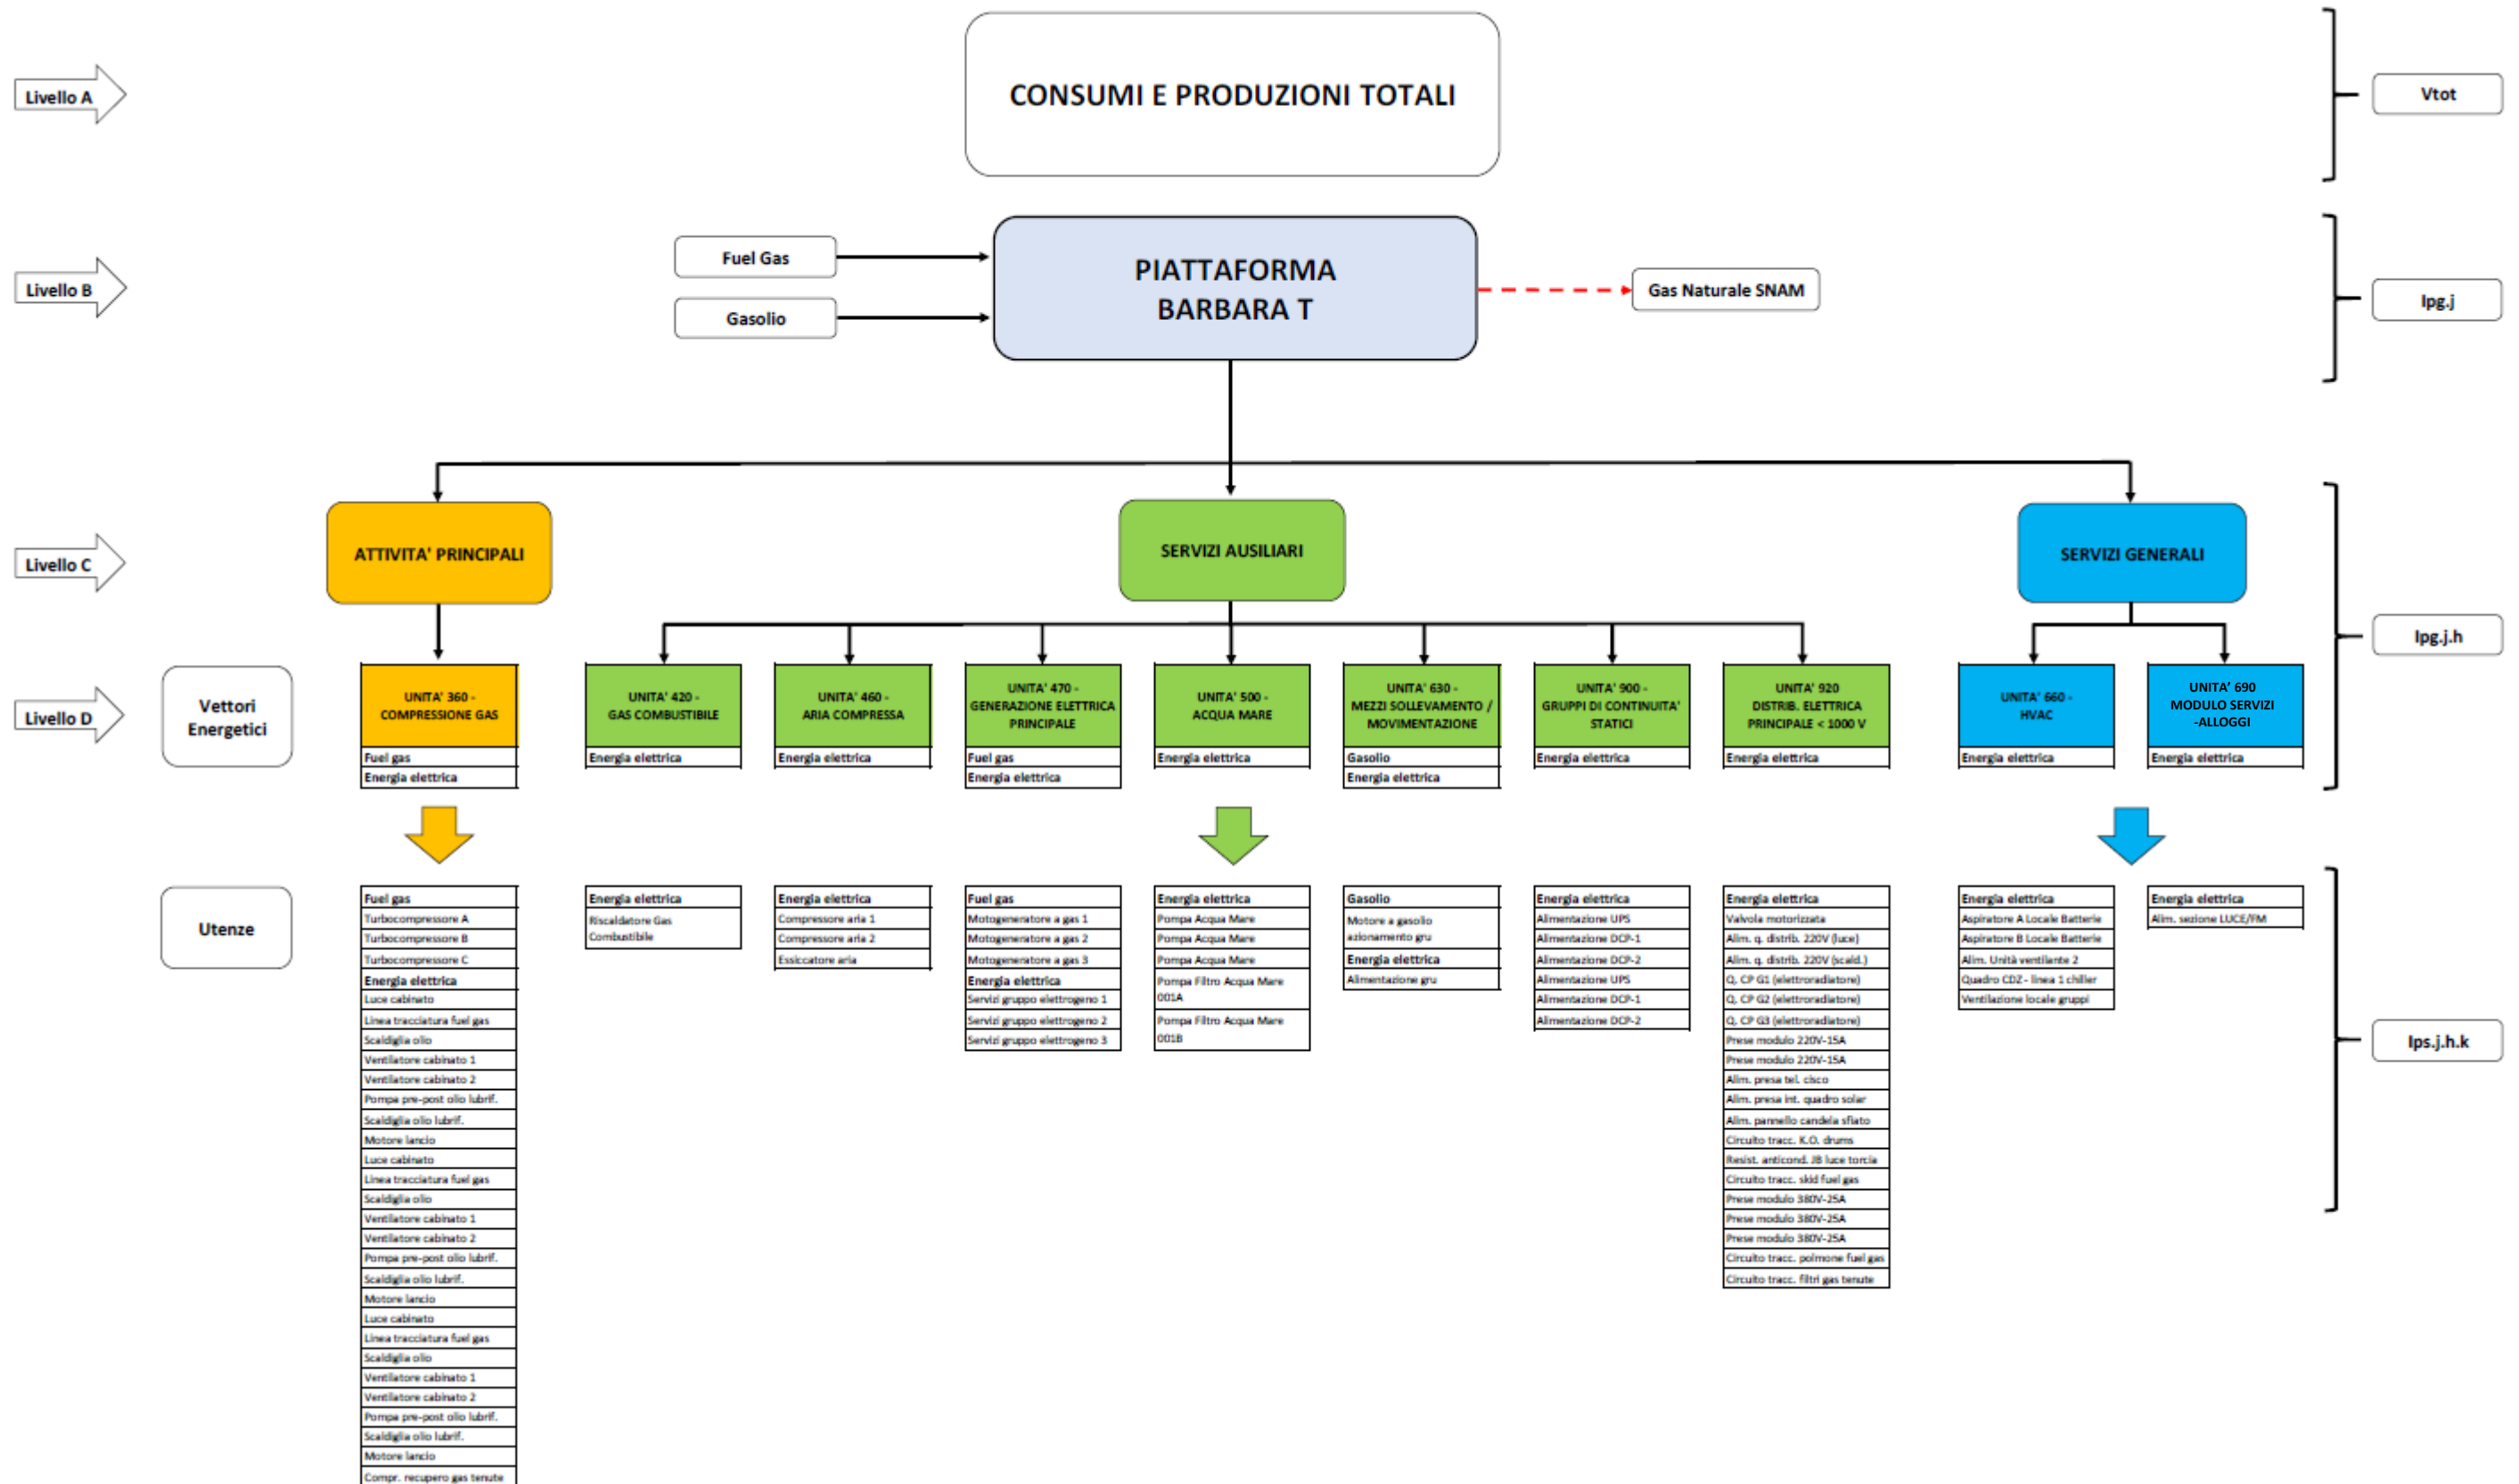 CONSUMI E PRODUZIONI TOTALI
Livello A
Vtot
Fuel Gas
Gasolio
PIATTAFORMA
BARBARA T
Gas Naturale SNAM
Livello B
Ipg.j
ATTIVITA' PRINCIPALI
SERVIZI AUSILIARI
SERVIZI GENERALI
Livello C
Ipg.j.h
Livello D
Vettori
Energetici
UNITA' 360 -
COMPRESSIONE GAS
Fuel gas
Energia elettrica
UNITA' 420 -
GAS COMBUSTIBILE
Energia elettrica
UNITA' 460 -
ARIA COMPRESSA
Energia elettrica
UNITA' 470 -
GENERAZIONE ELETTRICA
PRINCIPALE
Fuel gas
Energia elettrica
UNITA' 500 -
ACQUA MARE
Energia elettrica
UNITA' 630 -
MEZZI SOLLEVAMENTO /
MOVIMENTAZIONE
Gasolio
Energia elettrica
UNITA' 900 -
GRUPPI DI CONTINUITA'
STATICI
Energia elettrica
UNITA' 920
DISTRIB. ELETTRICA
PRINCIPALE < 1000 V
Energia elettrica
UNITA' 660 -
HVAC
Energia elettrica
UNITA' 690
MODULO SERVIZI
-ALLOGGI
Energia elettrica
Utenze
Fuel gas
Turbocompressore A
Turbocompressore B
Turbocompressore C
Energia elettrica
Luce cabinato
Linea tracciatura fuel gas
Scaldiglia olio
Ventilatore cabinato 1
Ventilatore cabinato 2
Pompa pre-post olio lubrif.
Scaldiglia olio lubrif.
Motore lancio
Luce cabinato
Linea tracciatura fuel gas
Scaldiglia olio
Ventilatore cabinato 1
Ventilatore cabinato 2
Pompa pre-post olio lubrif.
Scaldiglia olio lubrif.
Motore lancio
Luce cabinato
Linea tracciatura fuel gas
Scaldiglia olio
Ventilatore cabinato 1
Ventilatore cabinato 2
Pompa pre-post olio lubrif.
Scaldiglia olio lubrif.
Motore lancio
Compr. recupero gas tenute
Energia elettrica
Riscaldatore Gas
Combustibile
Energia elettrica
Compressore aria 1
Compressore aria 2
Essiccatore aria
Fuel gas
Motogeneratore a gas 1
Motogeneratore a gas 2
Motogeneratore a gas 3
Energia elettrica
Servizi gruppo elettrogeno 1
Servizi gruppo elettrogeno 2
Servizi gruppo elettrogeno 3
Energia elettrica
Pompa Acqua Mare
Pompa Acqua Mare
Pompa Acqua Mare
Pompa Filtro Acqua Mare
001A
Pompa Filtro Acqua Mare
001B
Gasolio
Motore a gasolio
azionamento gru
Energia elettrica
Alimentazione gru
Energia elettrica
Alimentazione UPS
Alimentazione DCP-1
Alimentazione DCP-2
Alimentazione UPS
Alimentazione DCP-1
Alimentazione DCP-2
Energia elettrica
Valvola motorizzata
Alim. q. distrib. 220V (luce)
Alim. q. distrib. 220V (scald.)
Q. CP G1 (elettroradiatore)
Q. CP G2 (elettroradiatore)
Q. CP G3 (elettroradiatore)
Prese modulo 220V-15A
Prese modulo 220V-15A
Alim. presa tel. cisco
Alim. presa int. quadro solar
Alim. pannello candela sfiato
Circuito tracc. K.O. drums
Resist. anticond. JB luce torcia
Circuito tracc. skid fuel gas
Prese modulo 380V-25A
Prese modulo 380V-25A
Prese modulo 380V-25A
Circuito tracc. polmone fuel gas
Circuito tracc. filtri gas tenute
Energia elettrica
Aspiratore A Locale Batterie
Aspiratore B Locale Batterie
Alim. Unità ventilante 2
Quadro CDZ - linea 1 chiller
Ventilazione locale gruppi
Energia elettrica
Alim. sezione LUCE/FM
Ips.j.h.k